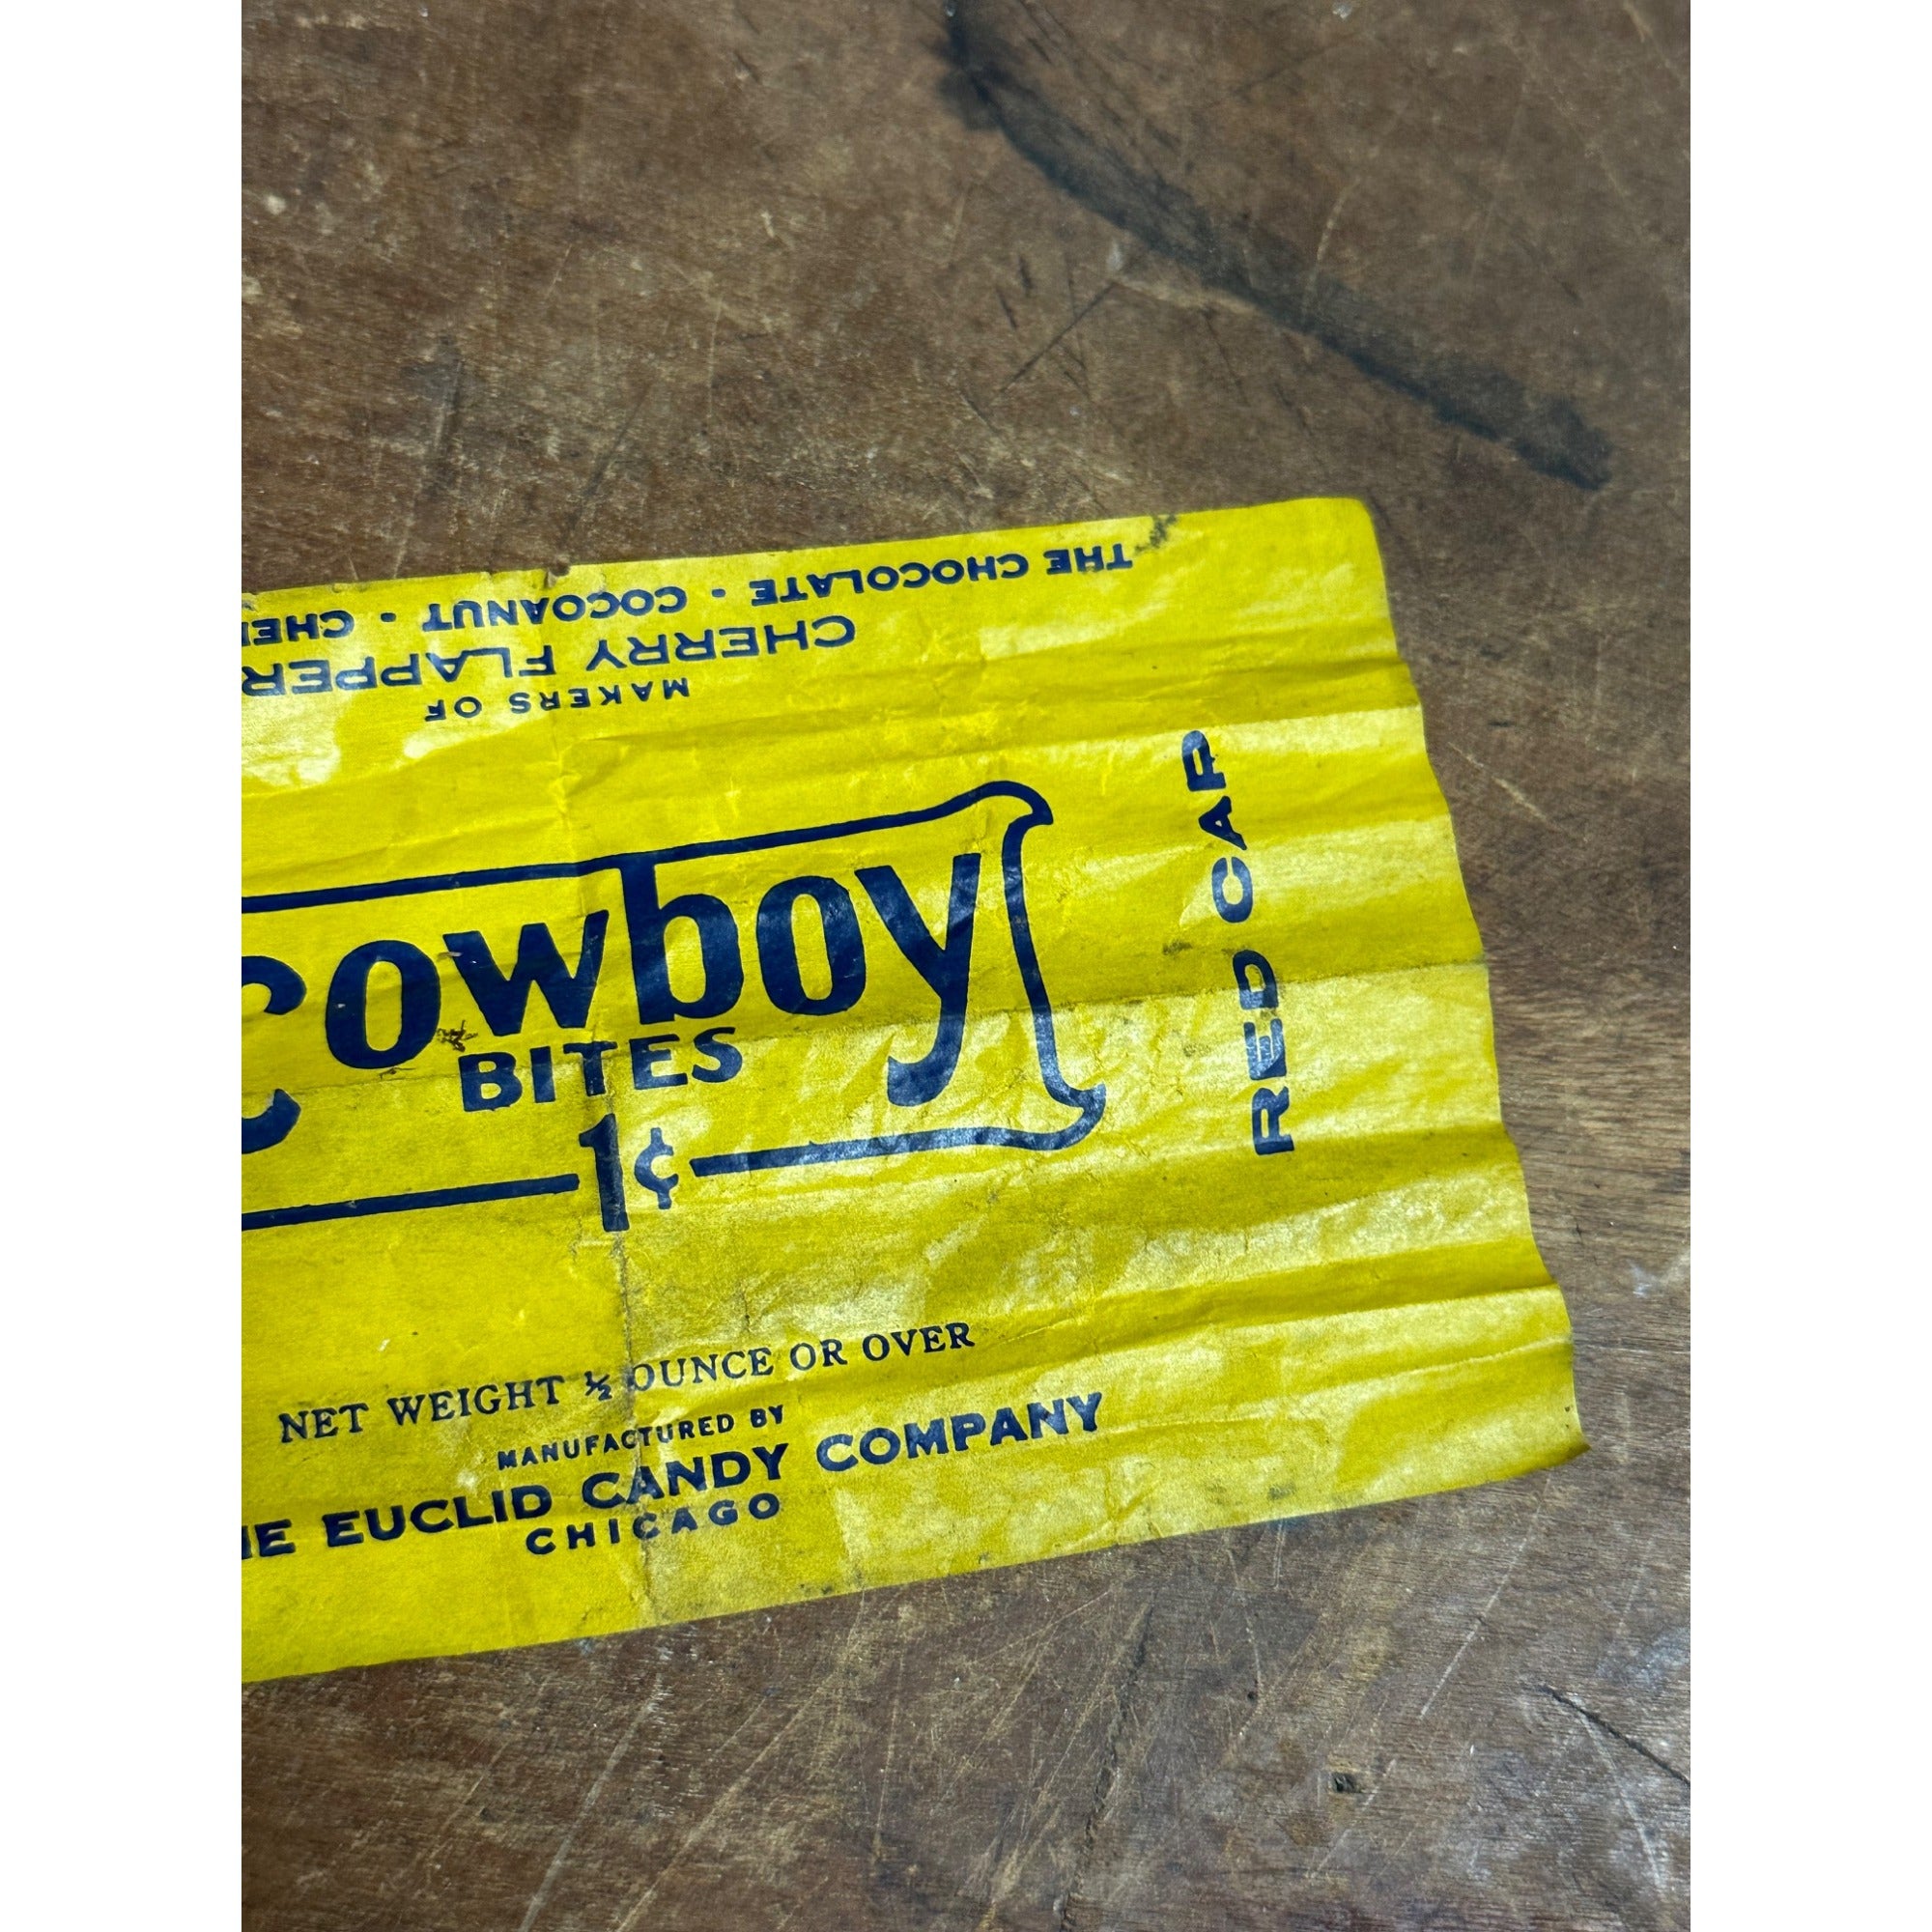 THE CHOCOLATE · COCOANUT · CHE
CHERRY FLAPPER
MAKERS OF
Cowboy
BITES
1¢
RED CAP
NET WEIGHT ½ OUNCE OR OVER
MANUFACTURED BY
HE EUCLID CANDY COMPANY
CHICAGO